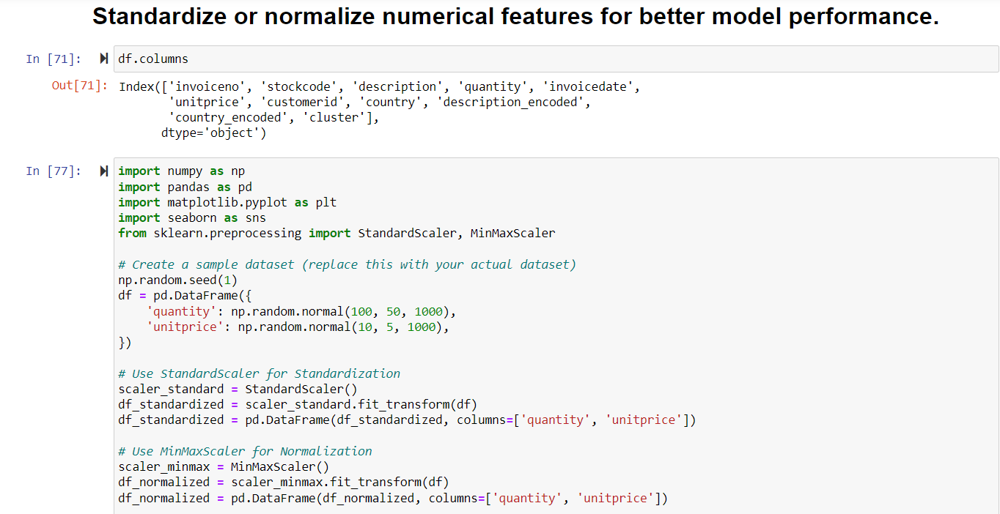 Standardize or normalize numerical features for better model performance.
In [71]: df.columns
Out[71]: Index(['invoiceno', 'stockcode', 'description', 'quantity', 'invoicedate',
'unitprice', 'customerid', 'country', 'description_encoded',
'country_encoded', 'cluster'],
dtype='object')
In [77]: import numpy as np
import pandas as pd
import matplotlib.pyplot as plt
import seaborn as sns
from sklearn.preprocessing import StandardScaler, MinMaxScaler
# Create a sample dataset (replace this with your actual dataset)
np.random.seed(1)
df = pd.DataFrame({
'quantity': np.random.normal(100, 50, 1000),
'unitprice': np.random.normal(10, 5, 1000),
})
# Use StandardScaler for Standardization
scaler_standard = StandardScaler()
df_standardized = scaler_standard.fit_transform(df)
df_standardized = pd.DataFrame(df_standardized, columns=['quantity', 'unitprice'])
# Use MinMaxScaler for Normalization
scaler_minmax = MinMaxScaler()
df_normalized = scaler_minmax.fit_transform(df)
df_normalized = pd.DataFrame(df_normalized, columns=['quantity', 'unitprice'])